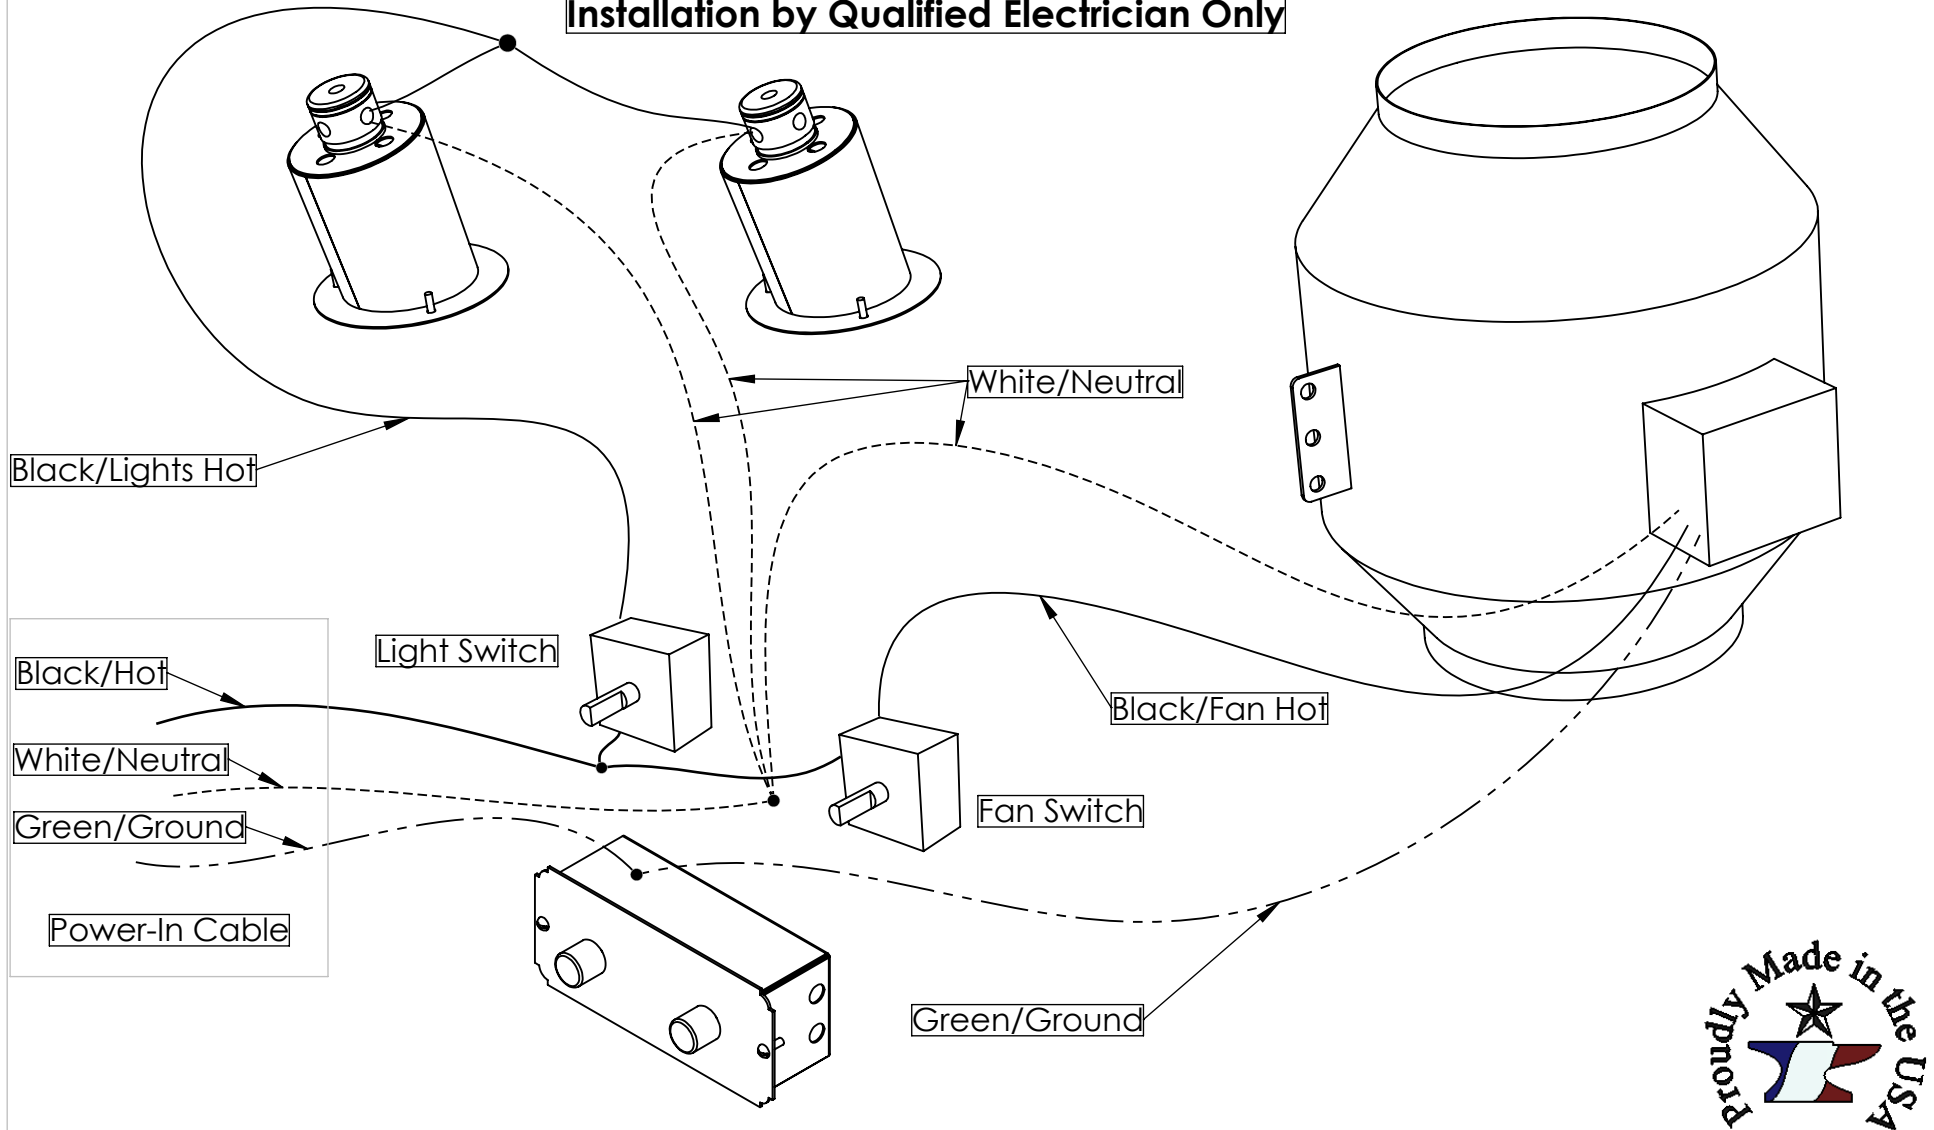 Installation by Qualified Electrician Only
White/Neutral
Black/Lights Hot
Light Switch
Black/Hot
Black/Fan Hot
White/Neutral
Fan Switch
Green/Ground
Power-In Cable
Green/Ground
Proudly Made in the USA